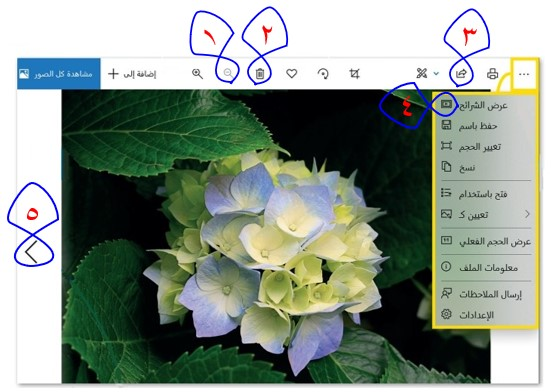 ١
٢
٣
مشاهدة كل الصور
إضافة إلى
٤
عرض الشرائح
حفظ باسم
تغيير الحجم
نسخ
فتح باستخدام
تعيين كـ
عرض الحجم الفعلي
معلومات الملف
إرسال الملاحظات
الإعدادات
٥